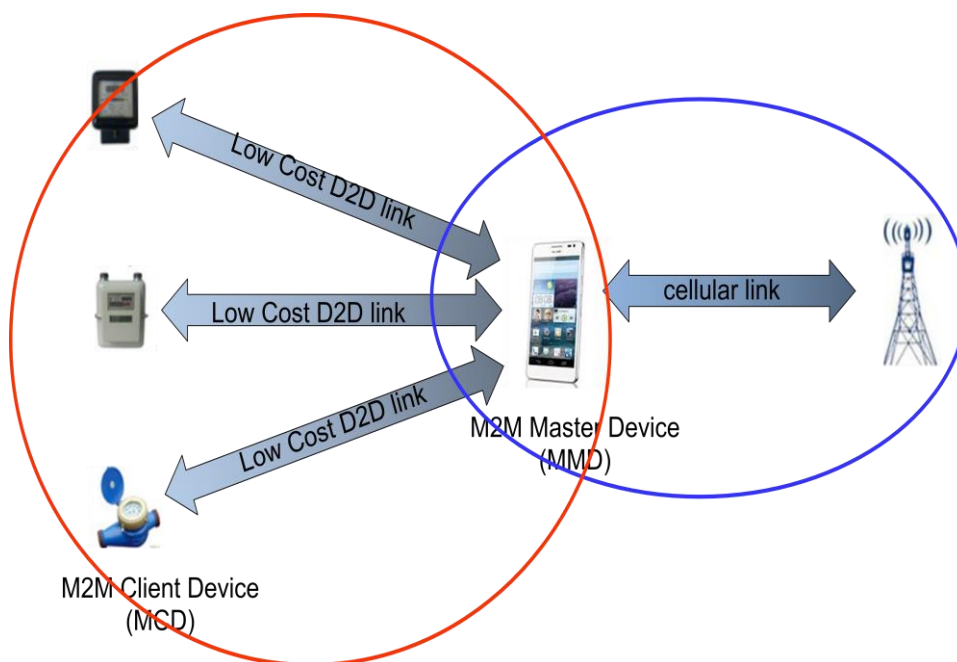 Low Cost D2D link
Low Cost D2D link
cellular link
Low Cost D2D link
M2M Master Device
(MMD)
M2M Client Device
(MCD)